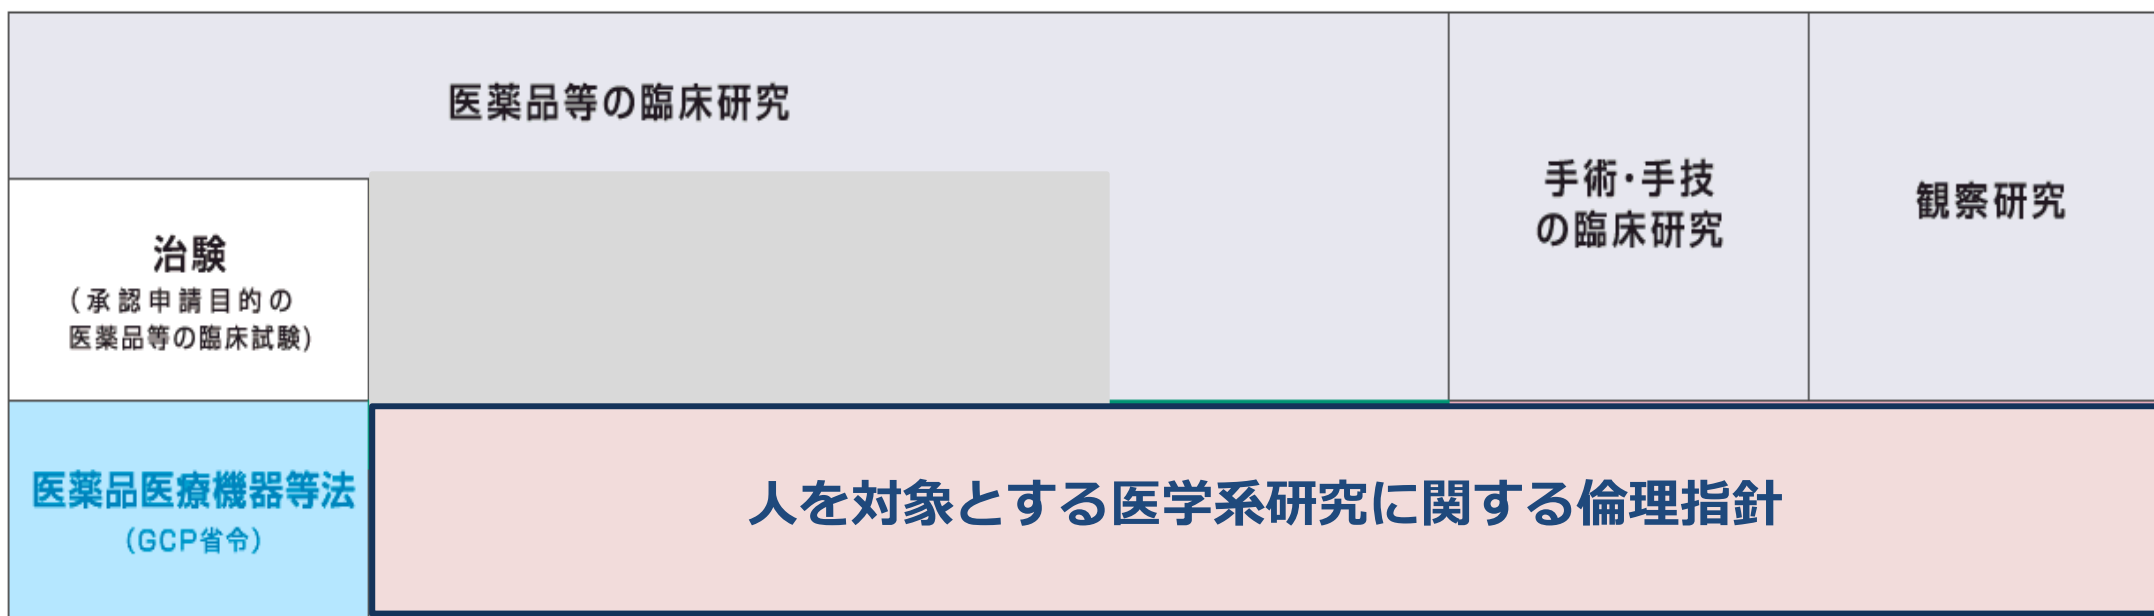 医薬品等の臨床研究
治験
(承認申請目的の
医薬品等の臨床試験)
手術・手技
の臨床研究
観察研究
医薬品医療機器等法
(GCP省令)
人を対象とする医学系研究に関する倫理指針